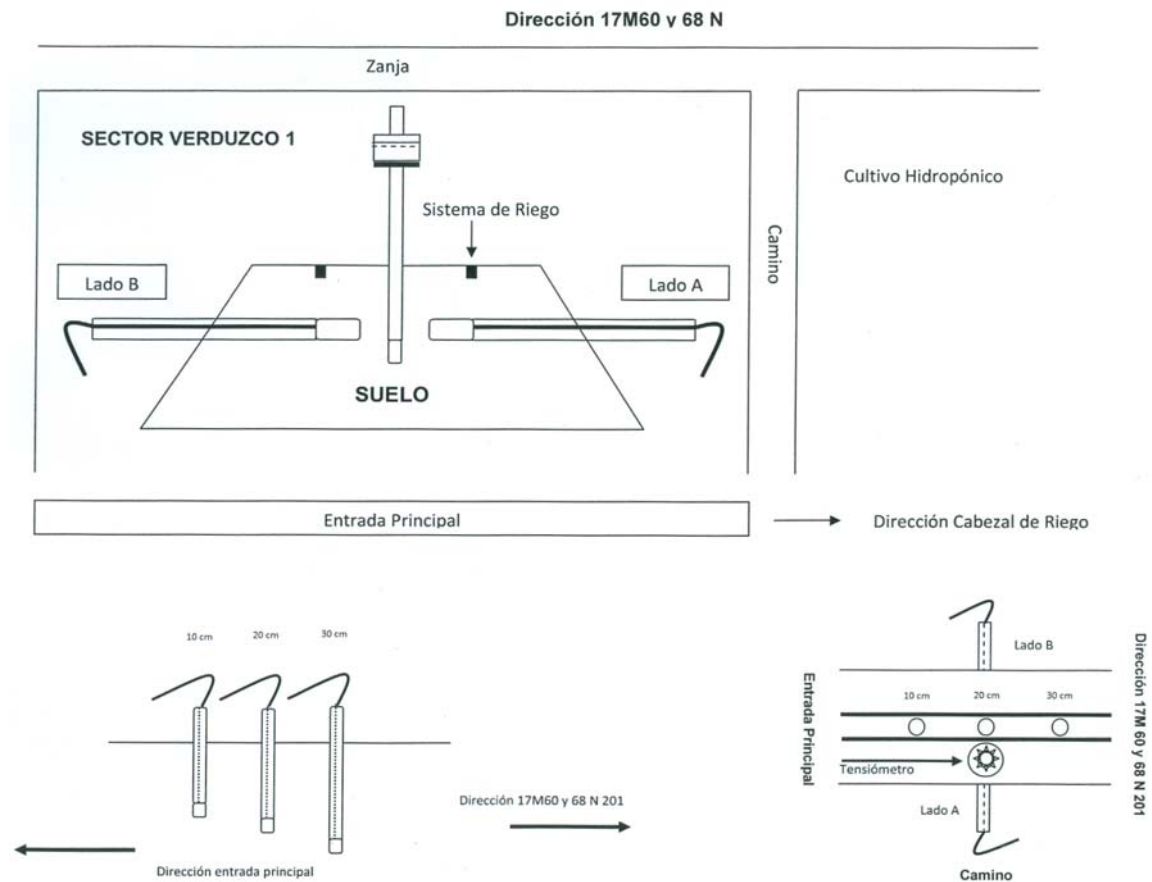 Dirección 17M60 y 68 N
Zanja
SECTOR VERDUZCO 1
Cultivo Hidropónico
Sistema de Riego
Camino
Lado B
Lado A
SUELO
Entrada Principal
Dirección Cabezal de Riego
10 cm
20 cm
30 cm
Dirección 17M60 y 68 N 201
Dirección entrada principal
Lado B
Entrada Principal
10 cm
20 cm
30 cm
Dirección 17M 60 y 68 N 201
Tensiómetro
Lado A
Camino